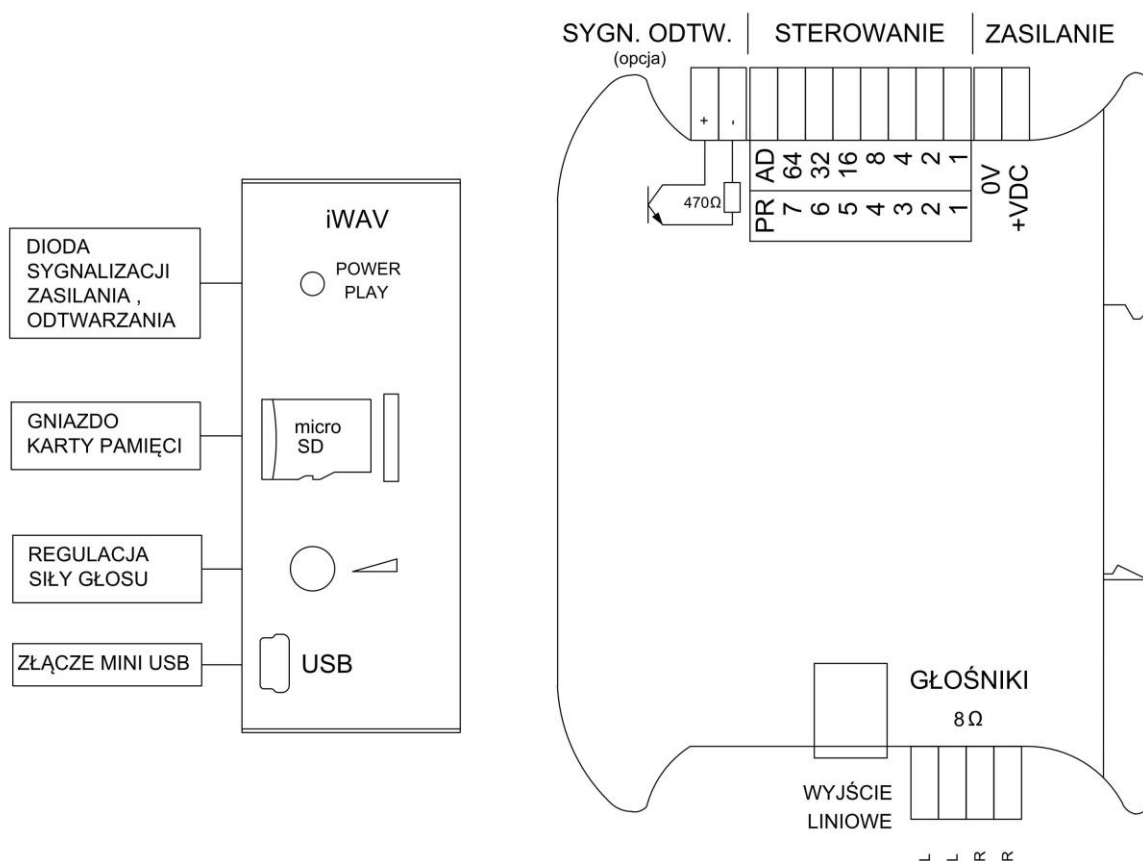 iWAV
POWER
PLAY
DIODA
SYGNALIZACJI
ZASILANIA ,
ODTWARZANIA
GNIAZDO
KARTY PAMIĘCI
micro
SD
REGULACJA
SIŁY GŁOSU
ZŁĄCZE MINI USB
USB
SYGN. ODTW.
(opcja)
STEROWANIE
ZASILANIE
+ -
470Ω
AD 64 32 16 8 4 2 1
PR 7 6 5 4 3 2 1
0V
+VDC
GŁOŚNIKI
8Ω
WYJŚCIE
LINIOWE
L L R R